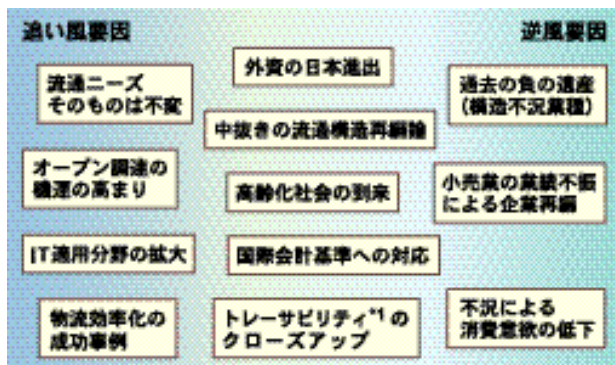 追い風要因
逆風要因
流通ニーズ
そのものは不変
オープン調達の
機運の高まり
IT適用分野の拡大
物流効率化の
成功事例
外資の日本進出
中抜きの流通構造再編論
高齢化社会の到来
国際会計基準への対応
トレーサビリティ*1の
クローズアップ
過去の負の遺産
(構造不況業種)
小売業の業績不振
による企業再編
不況による
消費意欲の低下